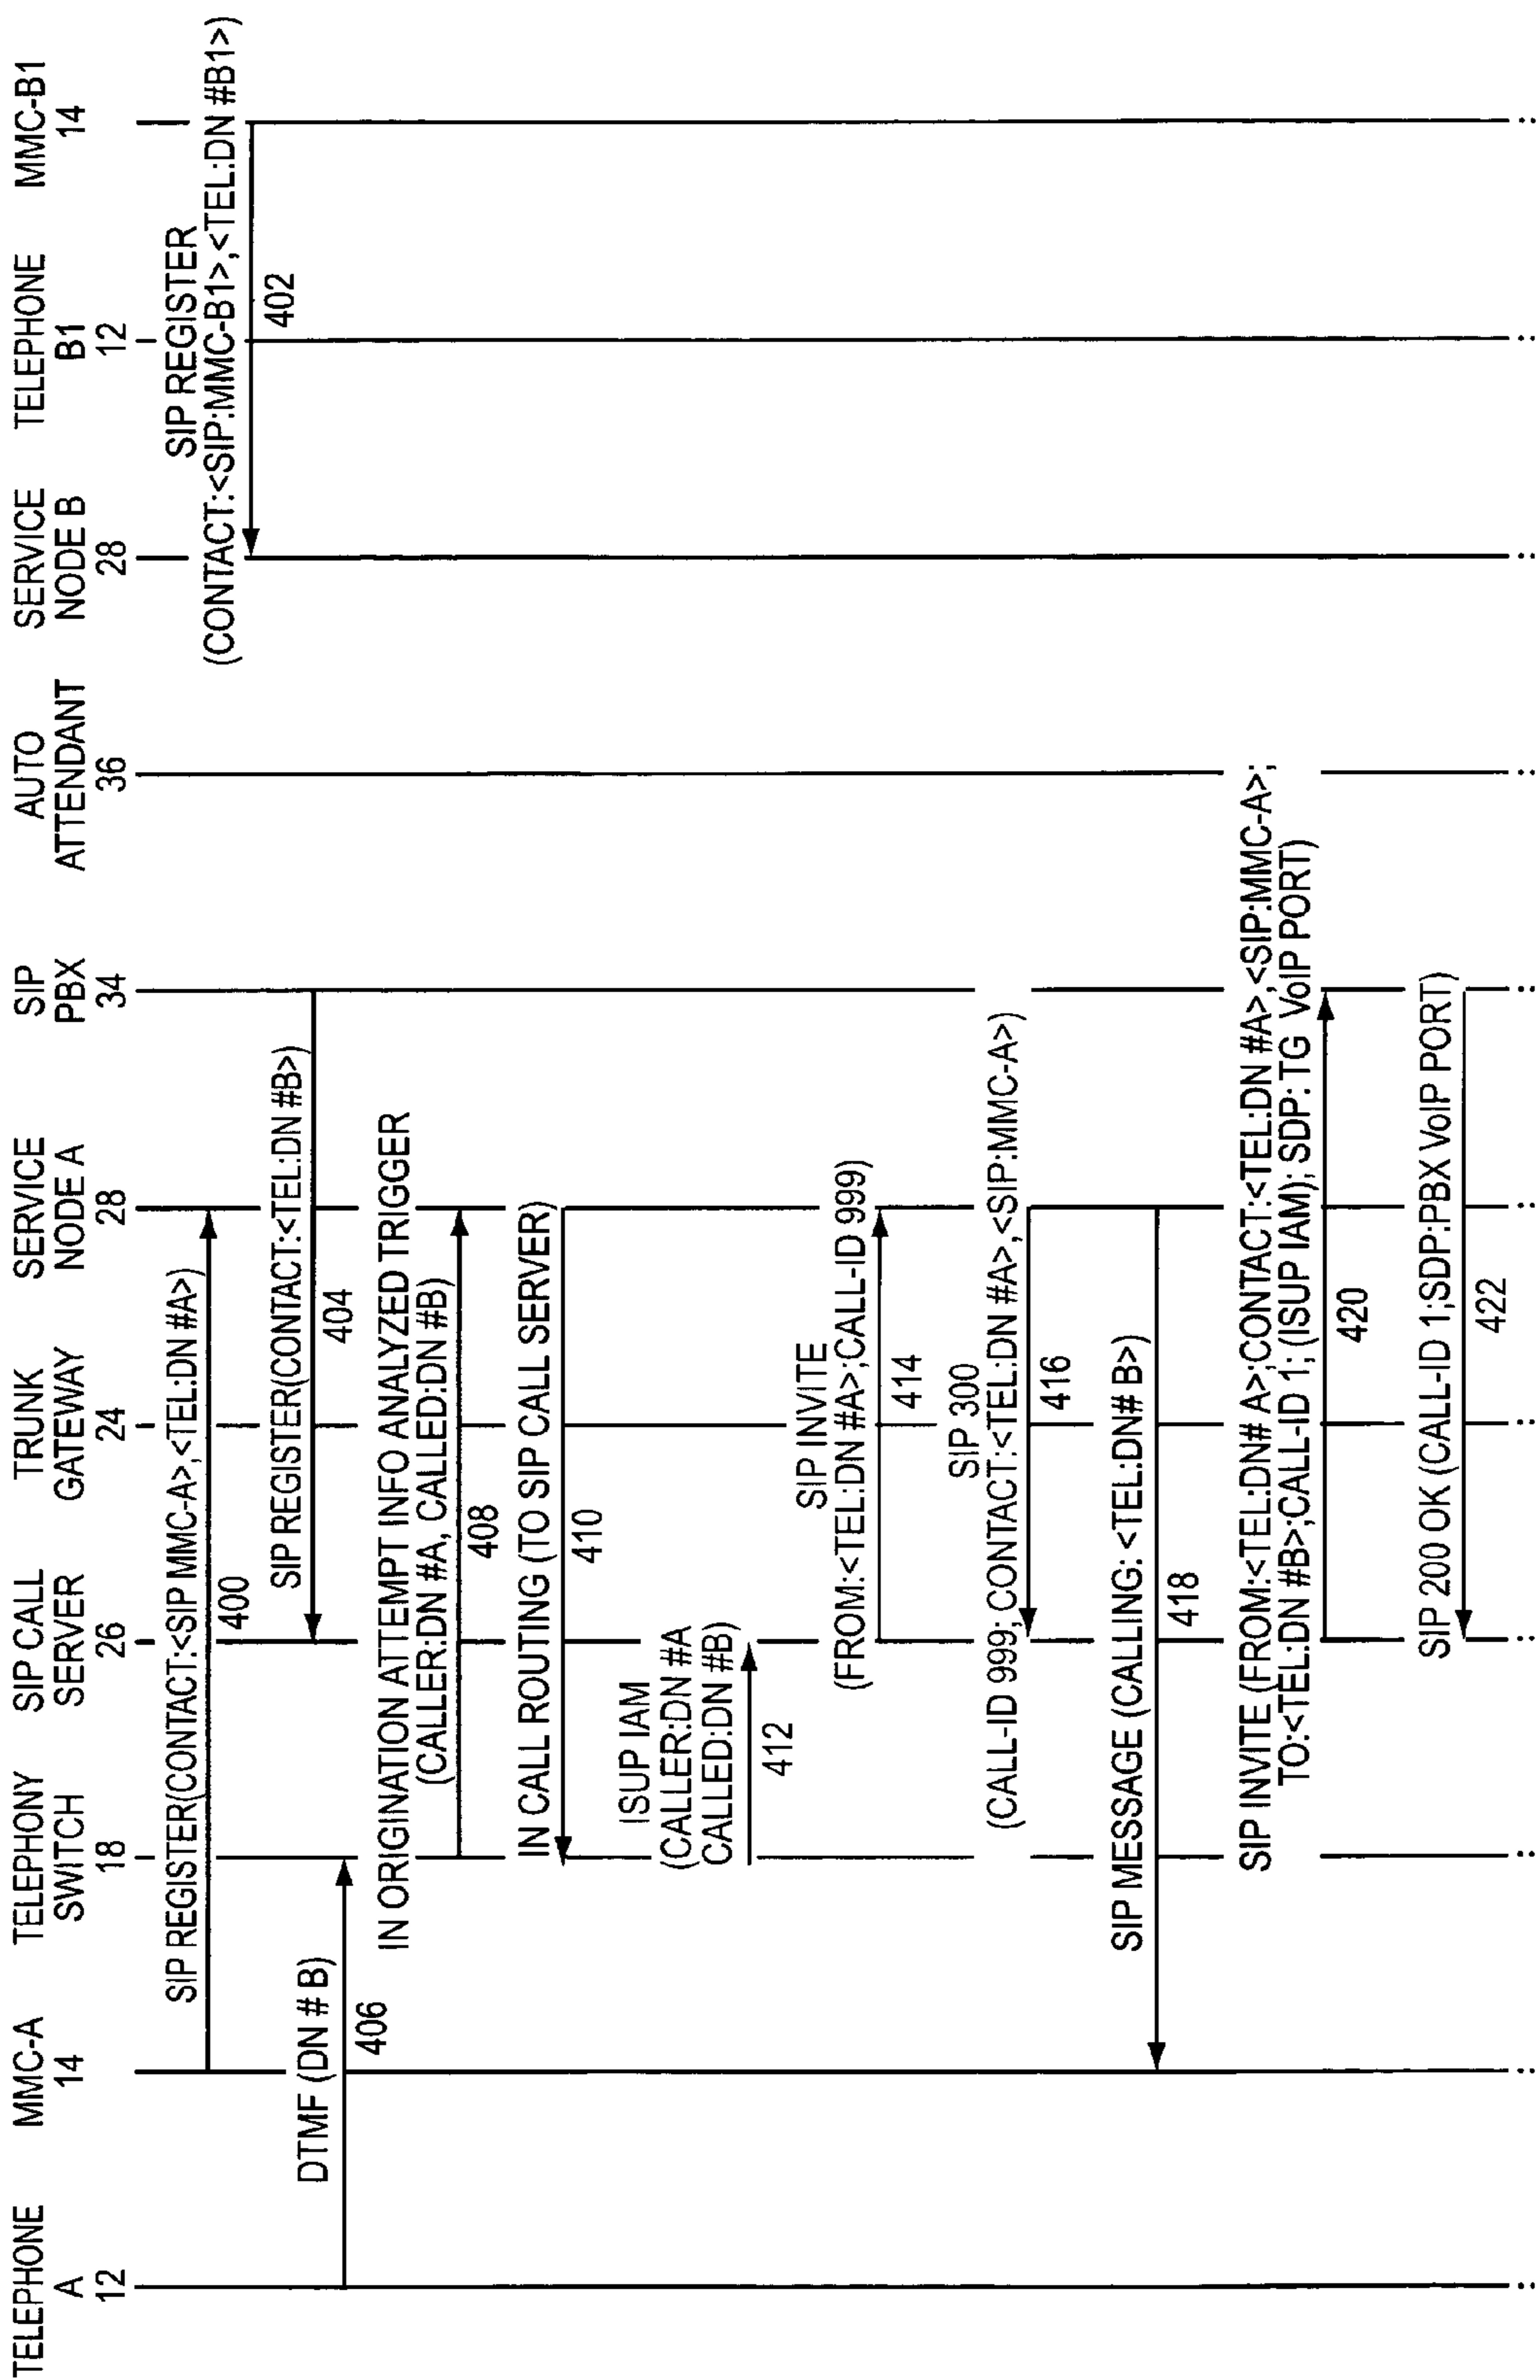 TELEPHONE
A
12
MMC-A
14
TELEPHONY
SWITCH
18
SIP CALL
SERVER
26
TRUNK
GATEWAY
24
SERVICE
NODE A
28
SIP
PBX
34
AUTO
ATTENDANT
36
SERVICE
NODE B
28
TELEPHONE
B1
12
MMC-B1
14
SIP REGISTER(CONTACT:<SIP MMC-A>,<TEL:DN #A>)
400
SIP REGISTER
(CONTACT:<SIP:MMC-B1>,<TEL:DN #B1>)
402
SIP REGISTER(CONTACT:<TEL:DN #B>)
404
DTMF (DN # B)
406
IN ORIGINATION ATTEMPT INFO ANALYZED TRIGGER
(CALLER:DN #A, CALLED:DN #B)
408
IN CALL ROUTING (TO SIP CALL SERVER)
410
ISUP IAM
(CALLER:DN #A
CALLED:DN #B)
412
SIP INVITE
(FROM:<TEL:DN #A>;CALL-ID 999)
414
SIP 300
(CALL-ID 999; CONTACT:<TEL:DN #A>,<SIP:MMC-A>)
416
SIP MESSAGE (CALLING: <TEL:DN# B>)
418
SIP INVITE (FROM:<TEL:DN# A>;CONTACT:<TEL:DN #A>,<SIP:MMC-A>;
TO:<TEL:DN #B>;CALL-ID 1; (ISUP IAM); SDP: TG VoIP PORT)
420
SIP 200 OK (CALL-ID 1;SDP:PBX VoIP PORT)
422